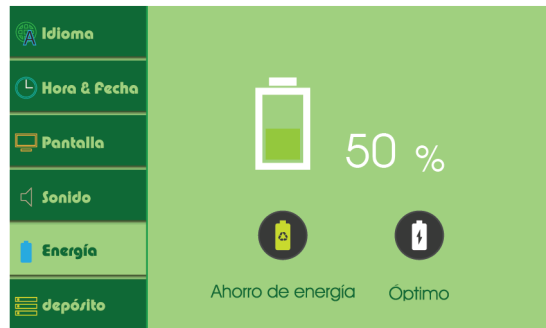 Idioma
Hora & Fecha
Pantalla
Sonido
Energía
depósito
50 %
Ahorro de energía
Óptimo